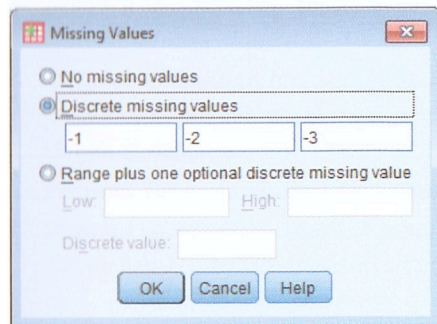 Missing Values
No missing values
Discrete missing values
-1 -2 -3
Range plus one optional discrete missing value
Low: High:
Discrete value:
OK Cancel Help